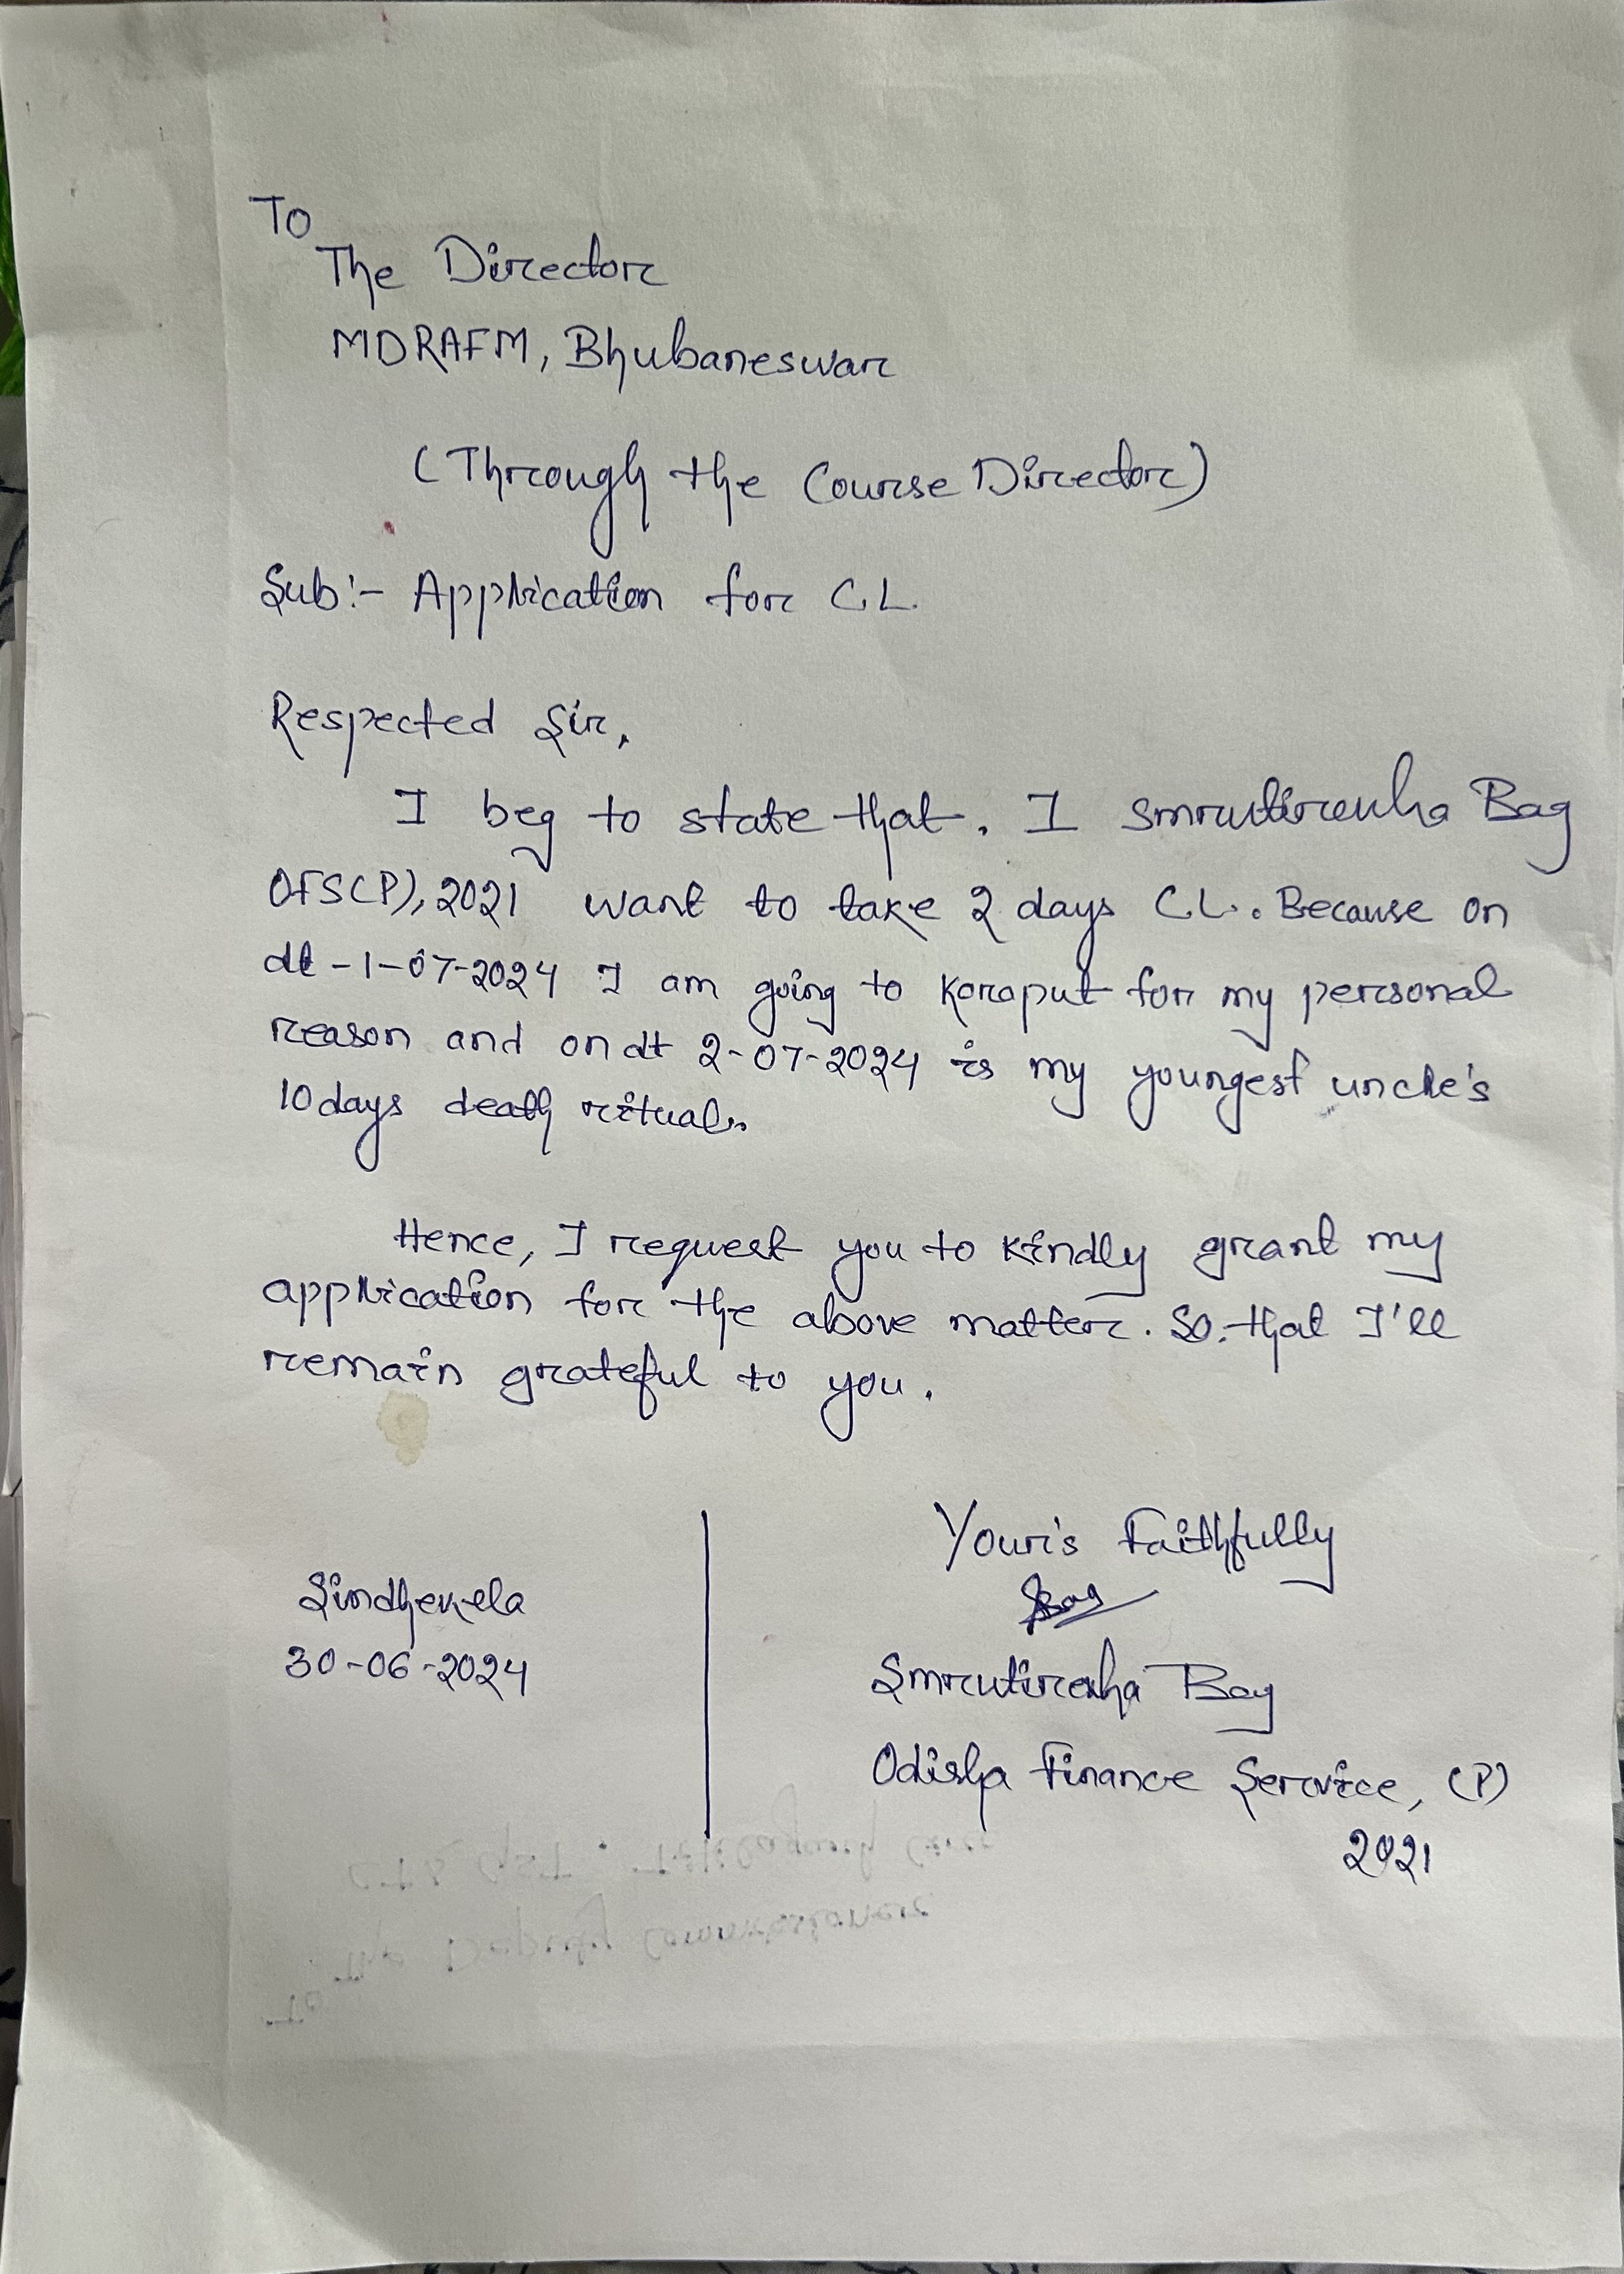 To
The Director
MDRAFM, Bhubaneswar
(Through the Course Director)
Sub:- Application for C.L.
Respected Sir,
I beg to state that. I Smrutirekha Bag
OFS(P), 2021 want to take 2 days C.L. Because on
dt-1-07-2024 I am going to Koraput for my personal
reason and on dt 2-07-2024 is my youngest uncle's
10days death ritual.
Hence, I request you to kindly grant my
application for the above matter. So. that I'll
remain grateful to you.
Your's Faithfully
SBag
Sindhekela
30-06-2024
Smrutirekha Bag
Odisha Finance Service, (P)
2021